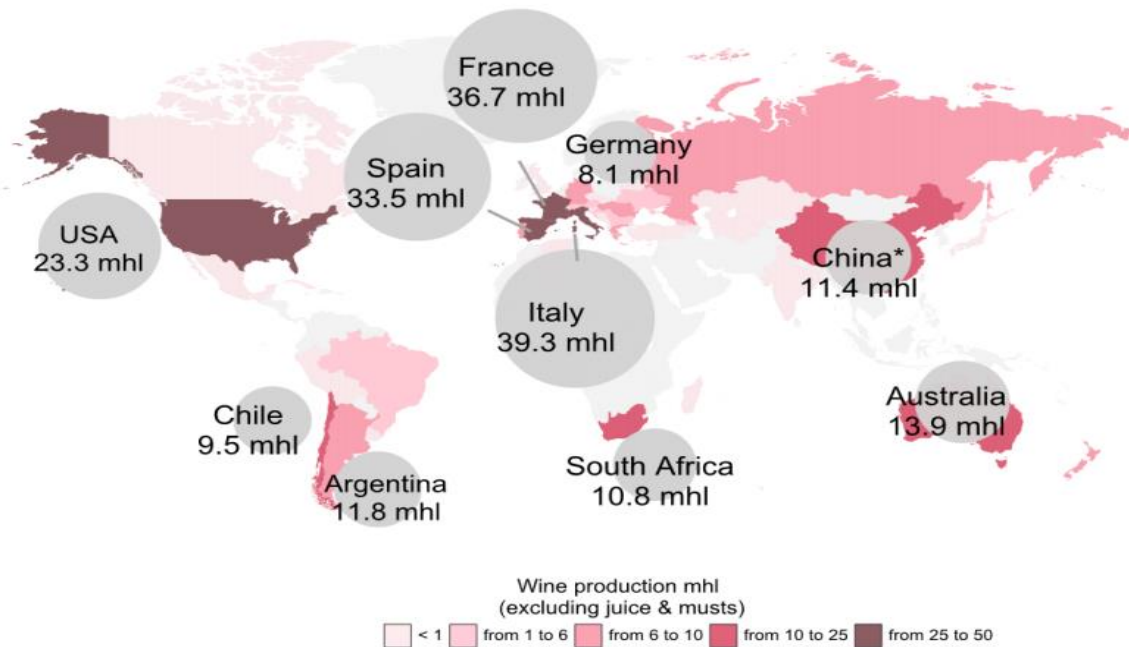 France
36.7 mhl
Germany
8.1 mhl
Spain
33.5 mhl
USA
23.3 mhl
China*
11.4 mhl
Italy
39.3 mhl
Australia
13.9 mhl
Chile
9.5 mhl
South Africa
10.8 mhl
Argentina
11.8 mhl
Wine production mhl
(excluding juice & musts)
< 1 from 1 to 6 from 6 to 10 from 10 to 25 from 25 to 50